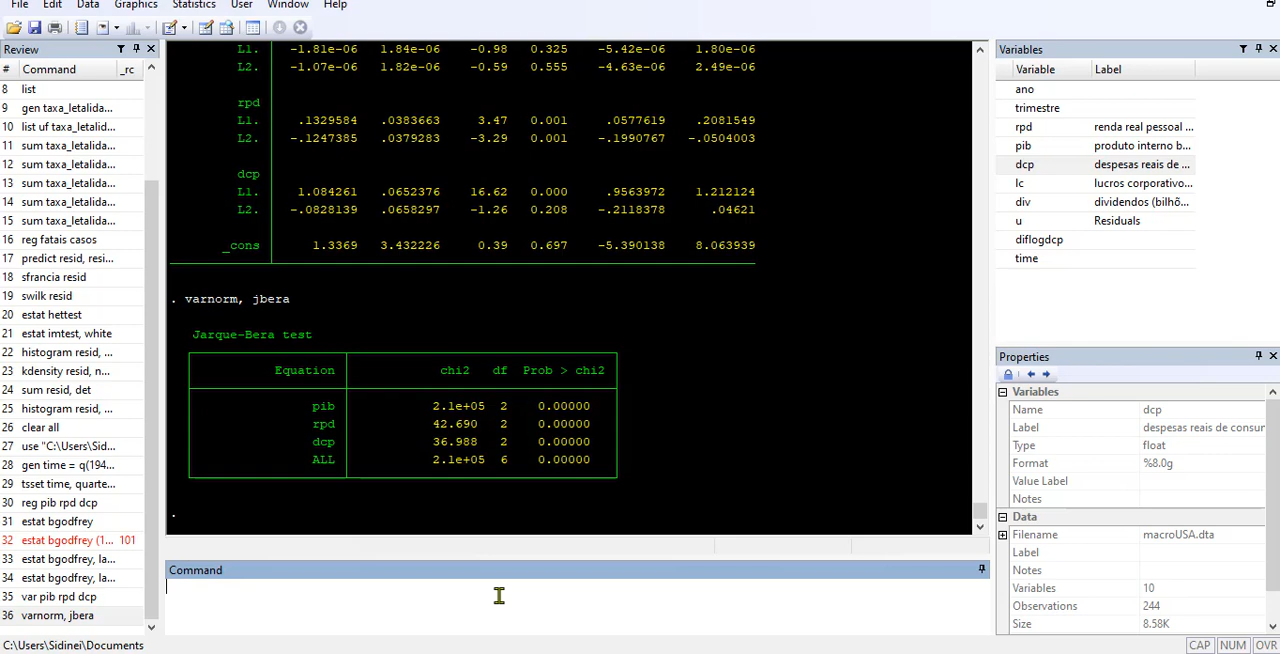 File Edit Data Graphics Statistics User Window Help
Review
# Command _rc
8 list
9 gen taxa_letalida...
10 list uf taxa_letalid...
11 sum taxa_letalida...
12 sum taxa_letalida...
13 sum taxa_letalida...
14 sum taxa_letalida...
15 sum taxa_letalida...
16 reg fatais casos
17 predict resid, resi...
18 sfrancia resid
19 swilk resid
20 estat hettest
21 estat imtest, white
22 histogram resid, ...
23 kdensity resid, n...
24 sum resid, det
25 histogram resid, ...
26 clear all
27 use "C:\Users\Sid...
28 gen time = q(194...
29 tsset time, quarte...
30 reg pib rpd dcp
31 estat bgodfrey
32 estat bgodfrey (1... 101
33 estat bgodfrey, la...
34 estat bgodfrey, la...
35 var pib rpd dcp
36 varnorm, jbera
L1. -1.81e-06 1.84e-06 -0.98 0.325 -5.42e-06 1.80e-06
L2. -1.07e-06 1.82e-06 -0.59 0.555 -4.63e-06 2.49e-06
rpd
L1. .1329584 .0383663 3.47 0.001 .0577619 .2081549
L2. -.1247385 .0379283 -3.29 0.001 -.1990767 -.0504003
dcp
L1. 1.084261 .0652376 16.62 0.000 .9563972 1.212124
L2. -.0828139 .0658297 -1.26 0.208 -.2118378 .04621
_cons 1.3369 3.432226 0.39 0.697 -5.390138 8.063939
. varnorm, jbera
Jarque-Bera test
Equation chi2 df Prob > chi2
pib 2.1e+05 2 0.00000
rpd 42.690 2 0.00000
dcp 36.988 2 0.00000
ALL 2.1e+05 6 0.00000
.
Command
Variables
Variable Label
ano
trimestre
rpd renda real pessoal ...
pib produto interno b...
dcp despesas reais de ...
lc lucros corporativo...
div dividendos (bilhõ...
u Residuals
diflogdcp
time
Properties
Variables
Name dcp
Label despesas reais de consur
Type float
Format %8.0g
Value Label
Notes
Data
Filename macroUSA.dta
Label
Notes
Variables 10
Observations 244
Size 8.58K
C:\Users\Sidinei\Documents
CAP NUM OVR